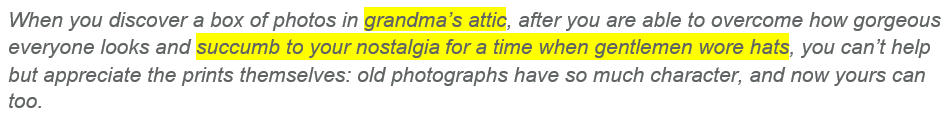 When you discover a box of photos in grandma’s attic, after you are able to overcome how gorgeous
everyone looks and succumb to your nostalgia for a time when gentlemen wore hats, you can’t help
but appreciate the prints themselves: old photographs have so much character, and now yours can
too.